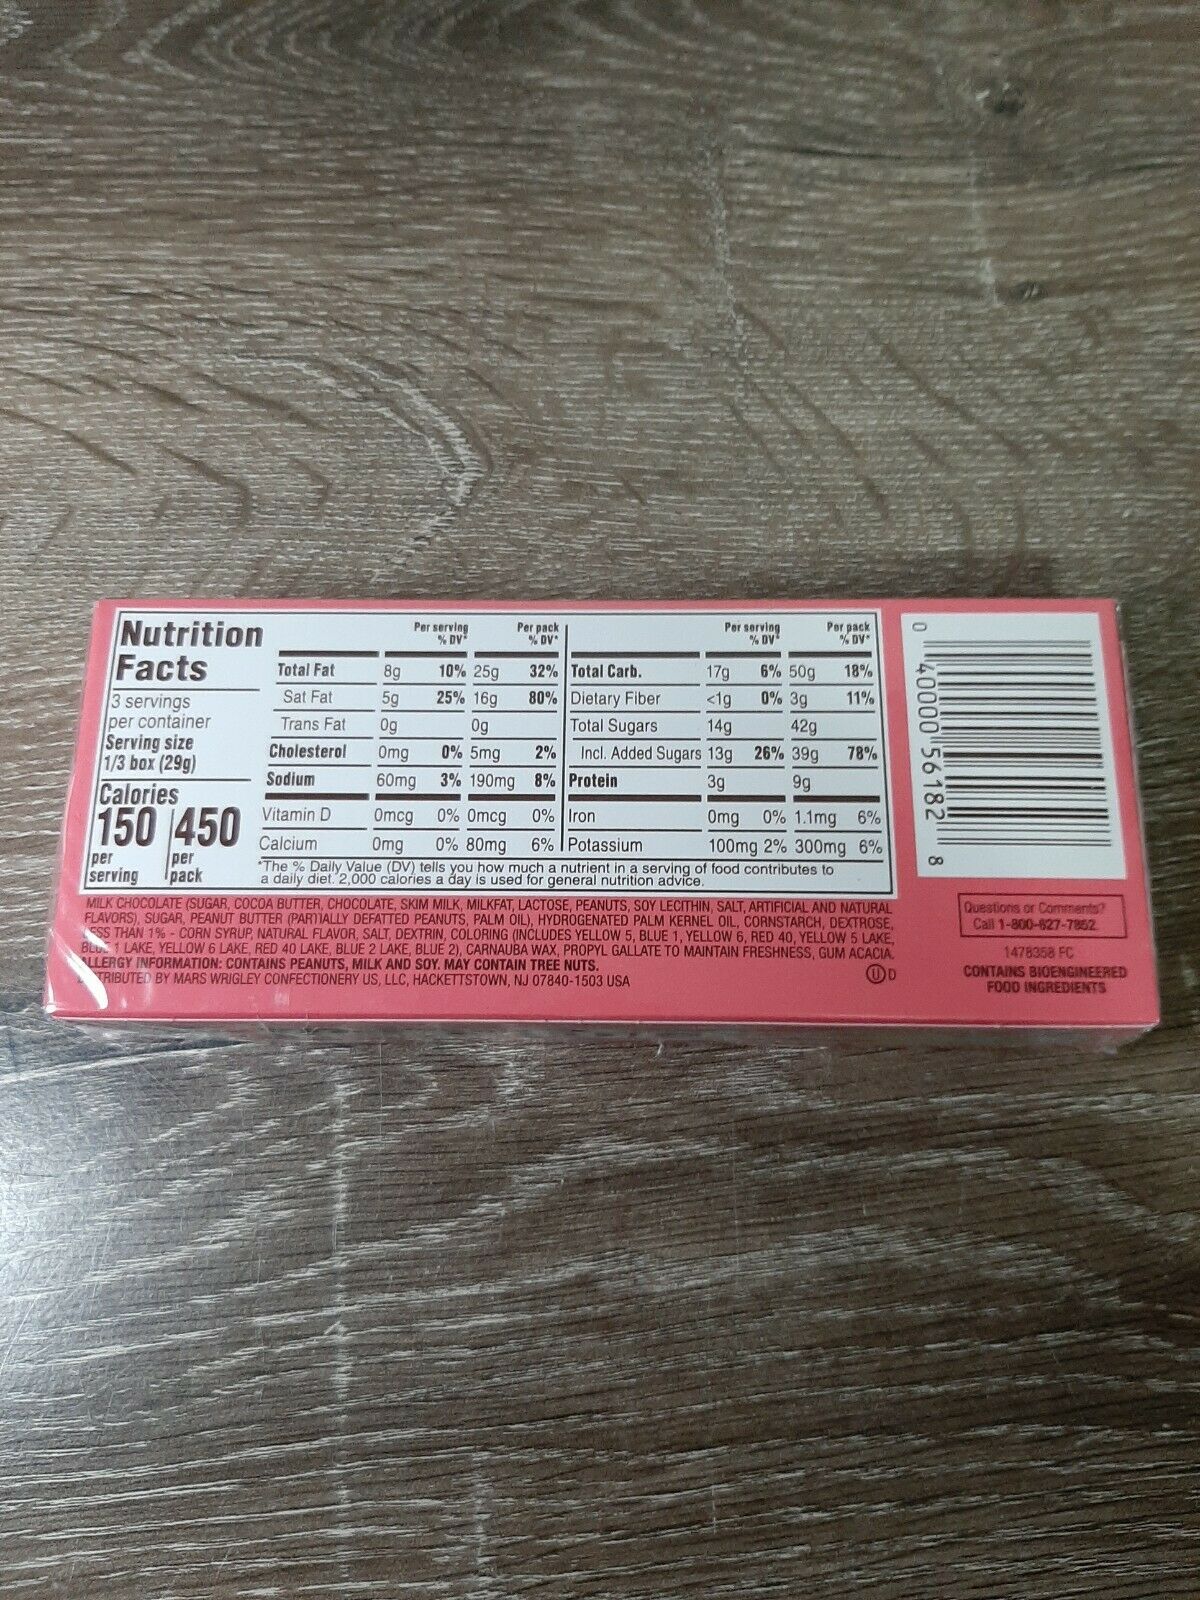 Nutrition
Facts
3 servings
per container
Serving size
1/3 box (29g)
Calories
150 450
per per
serving pack
Per serving Per pack
% DV* % DV*
Total Fat 8g 10% 25g 32%
Sat Fat 5g 25% 16g 80%
Trans Fat 0g 0g
Cholesterol 0mg 0% 5mg 2%
Sodium 60mg 3% 190mg 8%
Vitamin D 0mcg 0% 0mcg 0%
Calcium 0mg 0% 80mg 6%
Per serving Per pack
% DV* % DV*
Total Carb. 17g 6% 50g 18%
Dietary Fiber <1g 0% 3g 11%
Total Sugars 14g 42g
Incl. Added Sugars 13g 26% 39g 78%
Protein 3g 9g
Iron 0mg 0% 1.1mg 6%
Potassium 100mg 2% 300mg 6%
*The % Daily Value (DV) tells you how much a nutrient in a serving of food contributes to
a daily diet. 2,000 calories a day is used for general nutrition advice.
MILK CHOCOLATE (SUGAR, COCOA BUTTER, CHOCOLATE, SKIM MILK, MILKFAT, LACTOSE, PEANUTS, SOY LECITHIN, SALT, ARTIFICIAL AND NATURAL
FLAVORS), SUGAR, PEANUT BUTTER (PARTIALLY DEFATTED PEANUTS, PALM OIL), HYDROGENATED PALM KERNEL OIL, CORNSTARCH, DEXTROSE,
LESS THAN 1% - CORN SYRUP, NATURAL FLAVOR, SALT, DEXTRIN, COLORING (INCLUDES YELLOW 5, BLUE 1, YELLOW 6, RED 40, YELLOW 5 LAKE,
BLUE 1 LAKE, YELLOW 6 LAKE, RED 40 LAKE, BLUE 2 LAKE, BLUE 2), CARNAUBA WAX, PROPYL GALLATE TO MAINTAIN FRESHNESS, GUM ACACIA.
ALLERGY INFORMATION: CONTAINS PEANUTS, MILK AND SOY. MAY CONTAIN TREE NUTS.
DISTRIBUTED BY MARS WRIGLEY CONFECTIONERY US, LLC, HACKETTSTOWN, NJ 07840-1503 USA
U D
0 40000 56182 8
Questions or Comments?
Call 1-800-627-7852
1478358 FC
CONTAINS BIOENGINEERED
FOOD INGREDIENTS